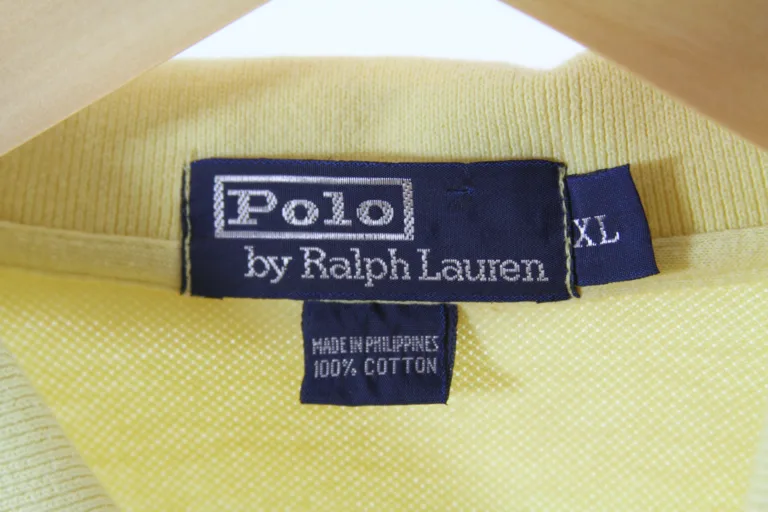 Polo
by Ralph Lauren
XL
MADE IN PHILIPPINES
100% COTTON